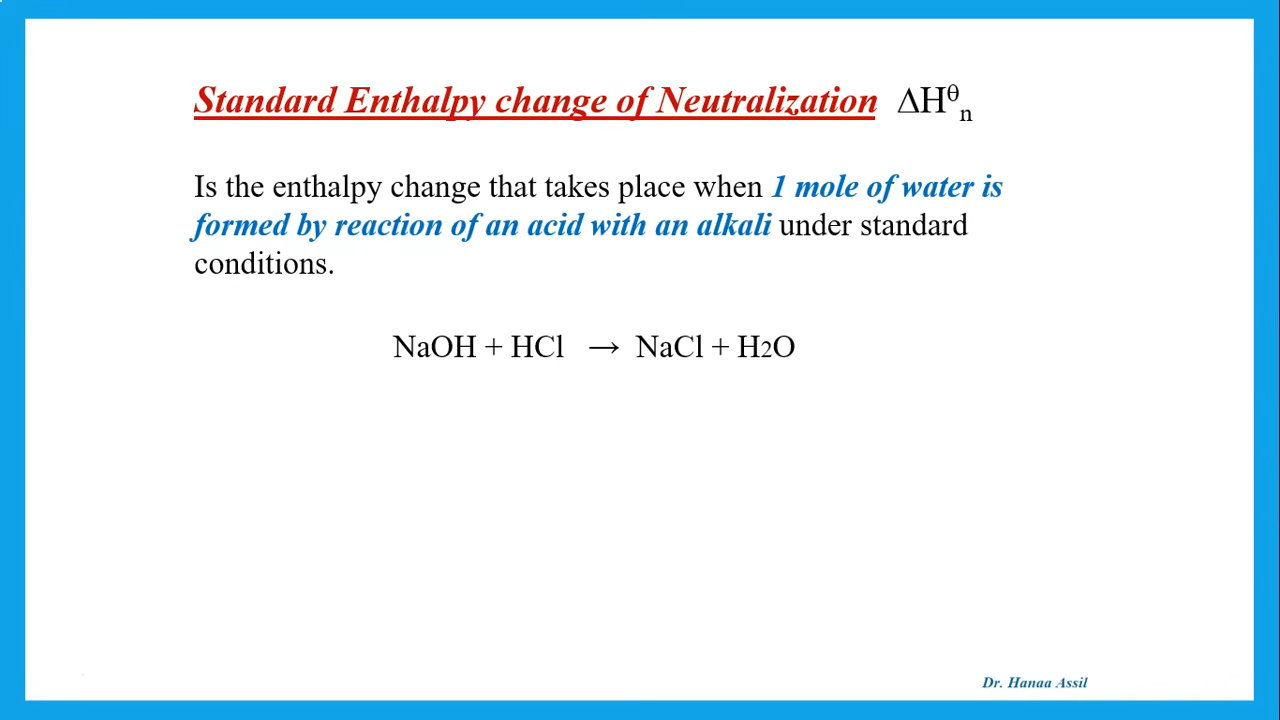 Standard Enthalpy change of Neutralization ΔHᶿₙ
Is the enthalpy change that takes place when 1 mole of water is
formed by reaction of an acid with an alkali under standard
conditions.
NaOH + HCl → NaCl + H2O
Dr. Hanaa Assil